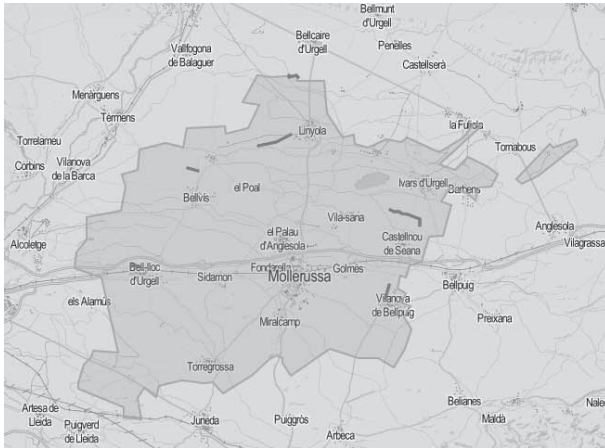 Bellmunt
d'Urgell
Bellcaire
d'Urgell
Vallfogona
de Balaguer
Penelles
Castellserà
Menàrguens
Térmens
la Fuliola
Linyola
Torrelameu
Tornabous
Corbins
Vilanova
de la Barca
Ivars d'Urgell
Barbens
el Poal
Bellvís
Vila-sana
Alcoletge
el Palau
d'Anglesola
Anglesola
Castellnou
de Seana
Vilagrassa
Bell-lloc
d'Urgell
Sidamon
Fondarella
Golmés
Mollerussa
Bellpuig
els Alamús
Vilanova
de Bellpuig
Miralcamp
Preixana
Torregrossa
Artesa de
Lleida
Puigverd
de Lleida
Juneda
Puiggròs
Arbeca
Belianes
Maldà